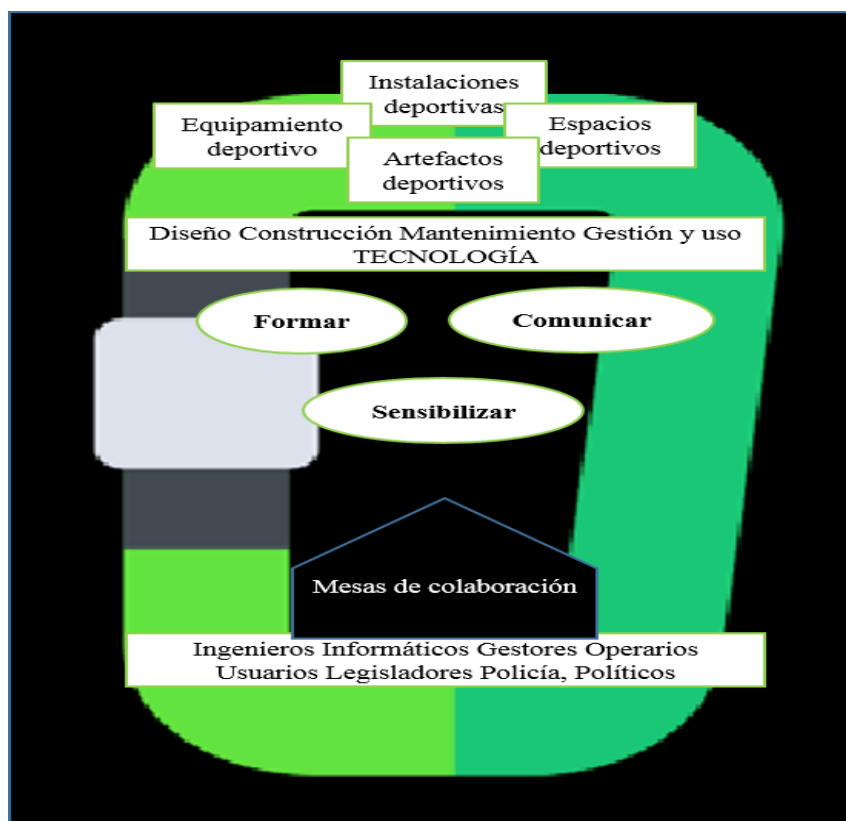 Instalaciones
deportivas
Equipamiento
deportivo
Espacios
deportivos
Artefactos
deportivos
Diseño Construcción Mantenimiento Gestión y uso
TECNOLOGÍA
Formar
Comunicar
Sensibilizar
Mesas de colaboración
Ingenieros Informáticos Gestores Operarios
Usuarios Legisladores Policía, Políticos